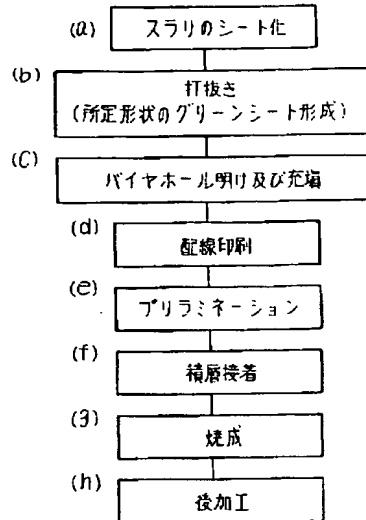 (a) スラリのシート化
(b) 打抜き
(所定形状のグリーンシート形成)
(C) バイヤホール明け及び充填
(d) 配線印刷
(e) プリラミネーション
(f) 積層接着
(g) 焼成
(h) 後加工